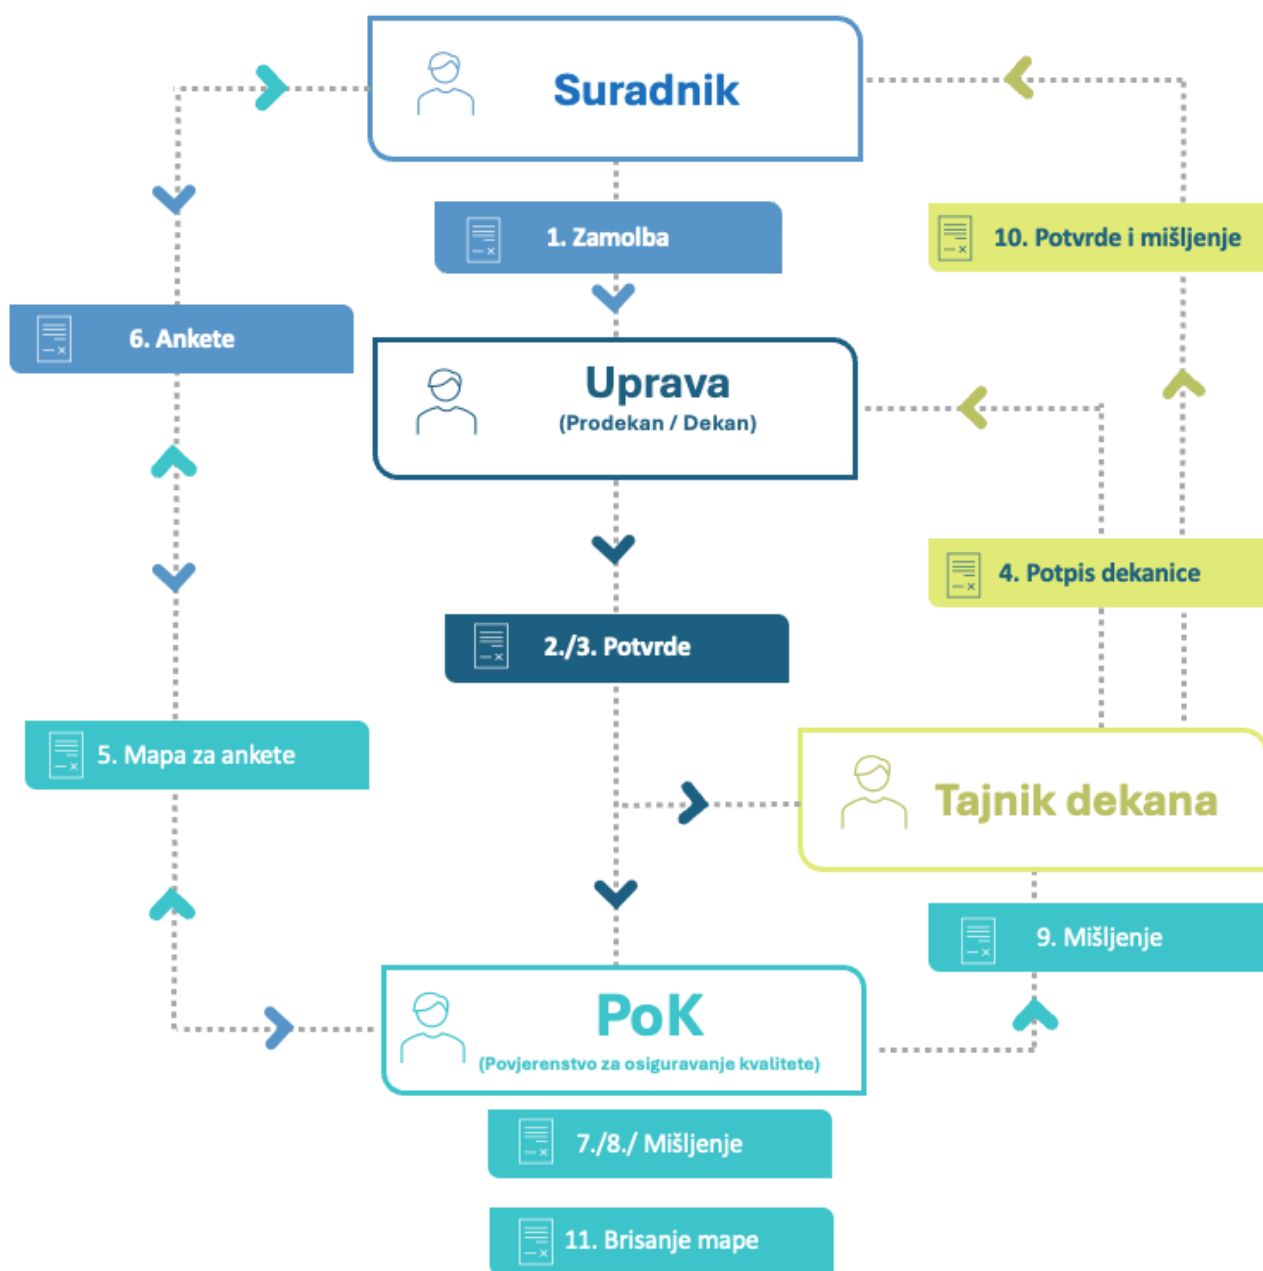 Suradnik
1. Zamolba
10. Potvrde i mišljenje
6. Ankete
Uprava
(Prodekan / Dekan)
4. Potpis dekanice
2./3. Potvrde
5. Mapa za ankete
Tajnik dekana
9. Mišljenje
PoK
(Povjerenstvo za osiguravanje kvalitete)
7./8./ Mišljenje
11. Brisanje mape